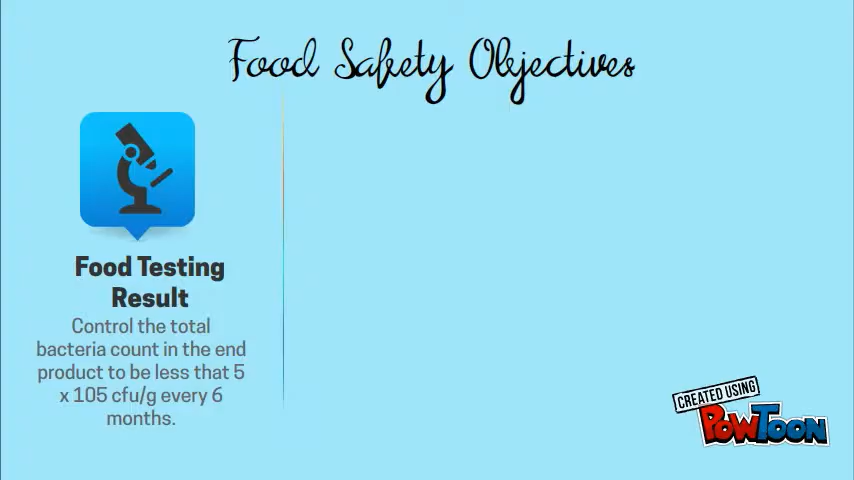 Food Safety Objectives
Food Testing
Result
Control the total
bacteria count in the end
product to be less that 5
x 105 cfu/g every 6
months.
CREATED USING
POWTOON